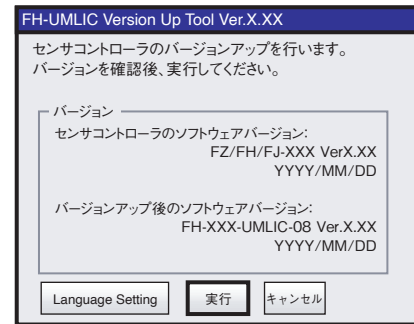 FH-UMLIC Version Up Tool Ver.X.XX
センサコントローラのバージョンアップを行います。
バージョンを確認後、実行してください。
バージョン
センサコントローラのソフトウェアバージョン:
FZ/FH/FJ-XXX VerX.XX
YYYY/MM/DD
バージョンアップ後のソフトウェアバージョン:
FH-XXX-UMLIC-08 Ver.X.XX
YYYY/MM/DD
Language Setting
実行
キャンセル